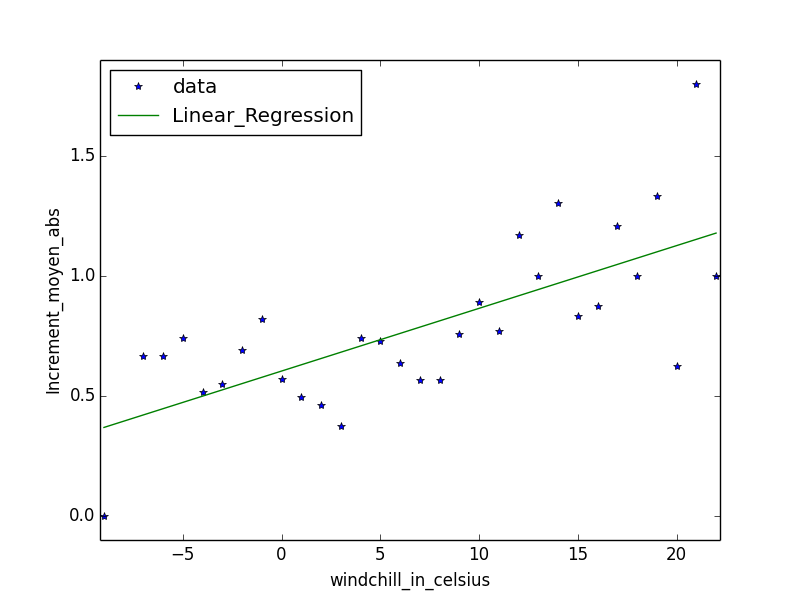 data
Linear_Regression
1.5
1.0
0.5
0.0
Increment_moyen_abs
−5 0 5 10 15 20
windchill_in_celsius